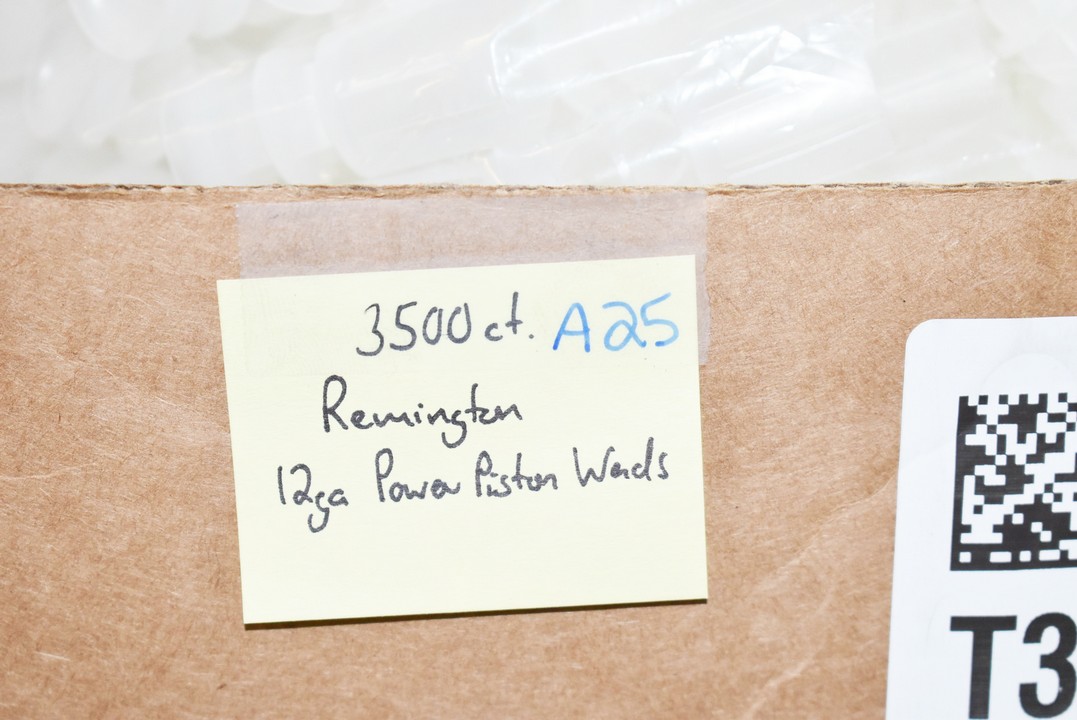 3500 ct. A25
Remington
12ga Power Piston Wads
T3